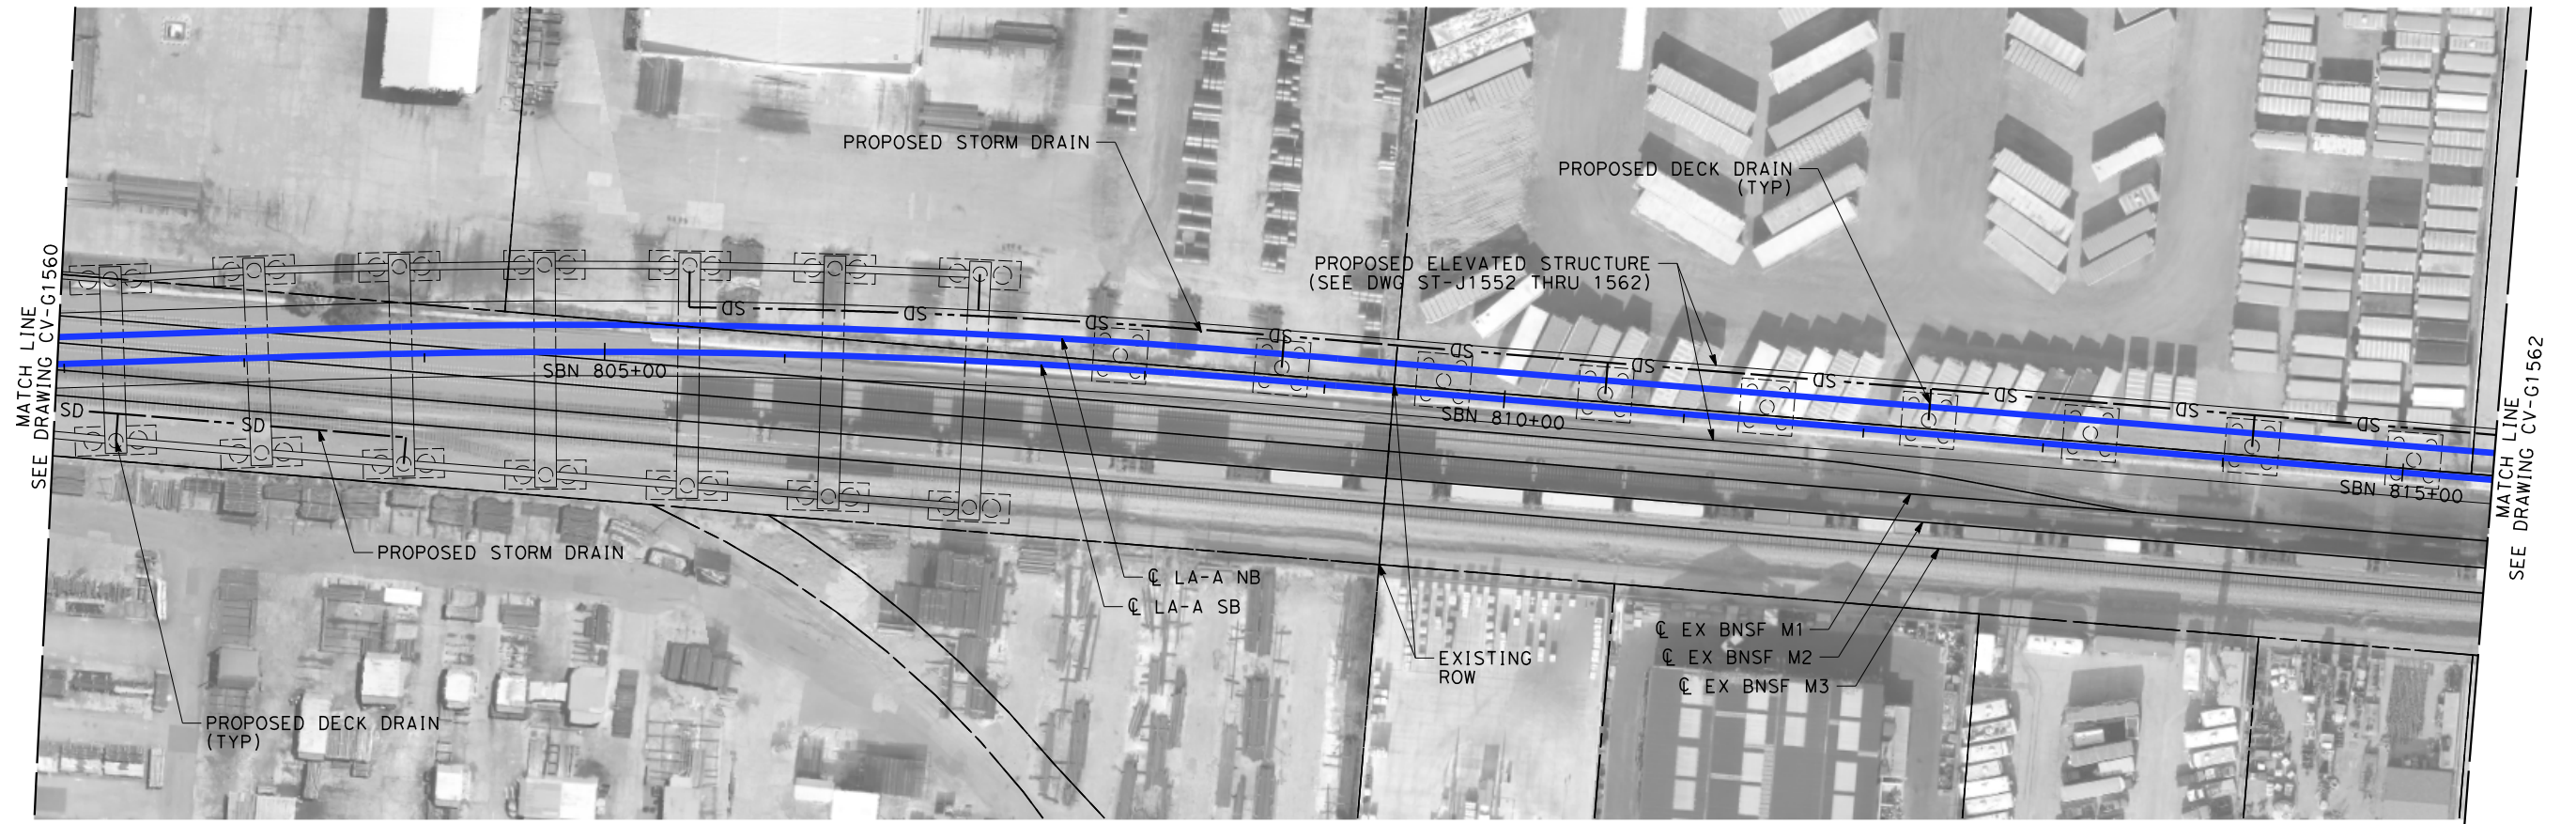 PROPOSED STORM DRAIN
PROPOSED DECK DRAIN
(TYP)
PROPOSED ELEVATED STRUCTURE
(SEE DWG ST-J1552 THRU 1562)
MATCH LINE
SEE DRAWING CV-G1560
SD
SD
SD
SD
SD
SD
SD
SD
SD
SD
SBN 805+00
SBN 810+00
SBN 815+00
SD
SD
MATCH LINE
SEE DRAWING CV-G1562
PROPOSED STORM DRAIN
℄ LA-A NB
℄ LA-A SB
℄ EX BNSF M1
℄ EX BNSF M2
℄ EX BNSF M3
EXISTING
ROW
PROPOSED DECK DRAIN
(TYP)